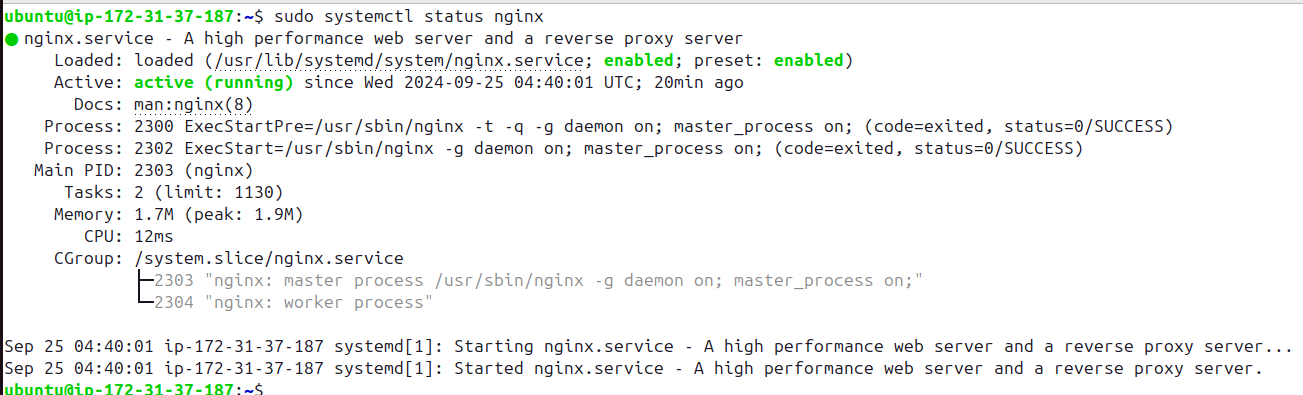 ubuntu@ip-172-31-37-187:~$ sudo systemctl status nginx
● nginx.service - A high performance web server and a reverse proxy server
     Loaded: loaded (/usr/lib/systemd/system/nginx.service; enabled; preset: enabled)
     Active: active (running) since Wed 2024-09-25 04:40:01 UTC; 20min ago
       Docs: man:nginx(8)
    Process: 2300 ExecStartPre=/usr/sbin/nginx -t -q -g daemon on; master_process on; (code=exited, status=0/SUCCESS)
    Process: 2302 ExecStart=/usr/sbin/nginx -g daemon on; master_process on; (code=exited, status=0/SUCCESS)
   Main PID: 2303 (nginx)
      Tasks: 2 (limit: 1130)
     Memory: 1.7M (peak: 1.9M)
        CPU: 12ms
     CGroup: /system.slice/nginx.service
             ├─2303 "nginx: master process /usr/sbin/nginx -g daemon on; master_process on;"
             └─2304 "nginx: worker process"

Sep 25 04:40:01 ip-172-31-37-187 systemd[1]: Starting nginx.service - A high performance web server and a reverse proxy server...
Sep 25 04:40:01 ip-172-31-37-187 systemd[1]: Started nginx.service - A high performance web server and a reverse proxy server.
ubuntu@ip-172-31-37-187:~$